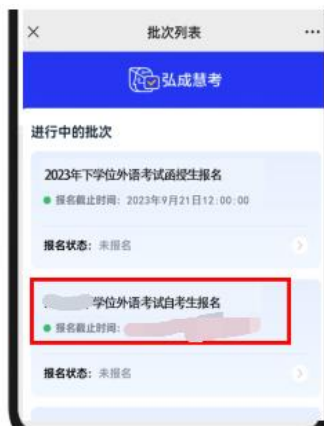 批次列表
弘成慧考
进行中的批次
2023年下学位外语考试函授生报名
报名截止时间: 2023年9月21日12:00:00
报名状态: 未报名
学位外语考试自考生报名
报名截止时间:
报名状态: 未报名